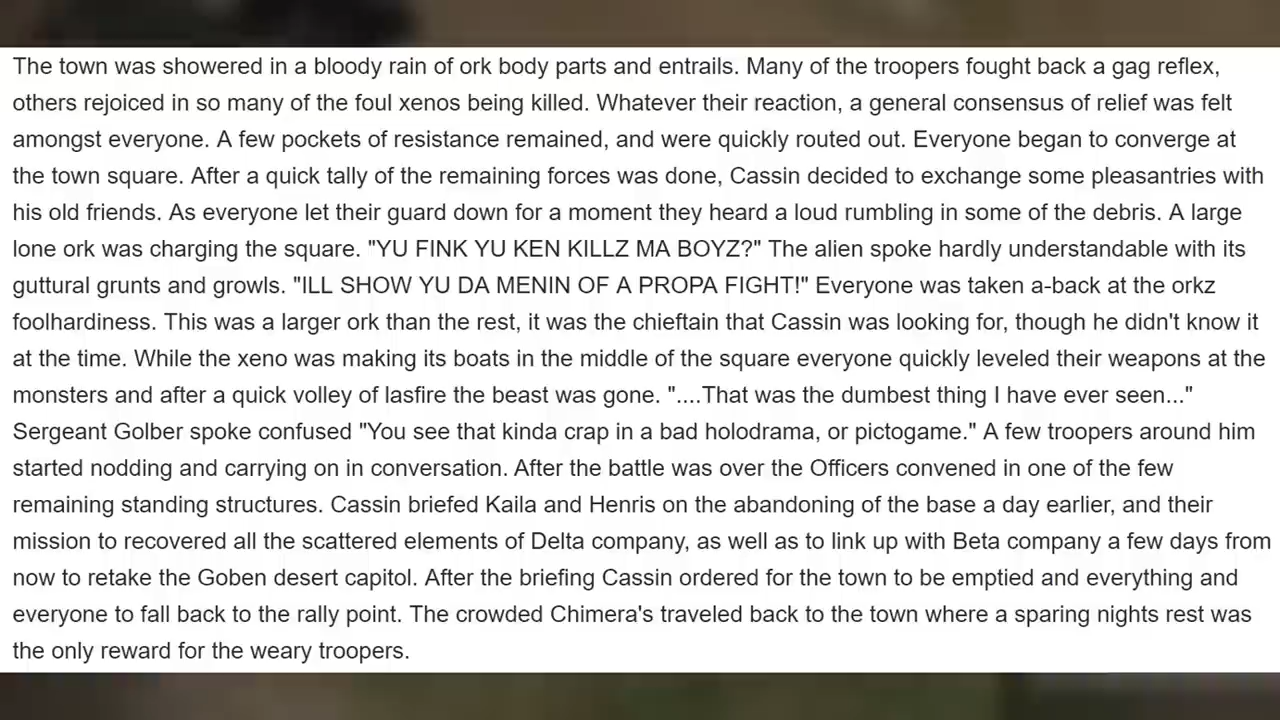 The town was showered in a bloody rain of ork body parts and entrails. Many of the troopers fought back a gag reflex,
others rejoiced in so many of the foul xenos being killed. Whatever their reaction, a general consensus of relief was felt
amongst everyone. A few pockets of resistance remained, and were quickly routed out. Everyone began to converge at
the town square. After a quick tally of the remaining forces was done, Cassin decided to exchange some pleasantries with
his old friends. As everyone let their guard down for a moment they heard a loud rumbling in some of the debris. A large
lone ork was charging the square. "YU FINK YU KEN KILLZ MA BOYZ?" The alien spoke hardly understandable with its
guttural grunts and growls. "ILL SHOW YU DA MENIN OF A PROPA FIGHT!" Everyone was taken a-back at the orkz
foolhardiness. This was a larger ork than the rest, it was the chieftain that Cassin was looking for, though he didn't know it
at the time. While the xeno was making its boats in the middle of the square everyone quickly leveled their weapons at the
monsters and after a quick volley of lasfire the beast was gone. "....That was the dumbest thing I have ever seen..."
Sergeant Golber spoke confused "You see that kinda crap in a bad holodrama, or pictogame." A few troopers around him
started nodding and carrying on in conversation. After the battle was over the Officers convened in one of the few
remaining standing structures. Cassin briefed Kaila and Henris on the abandoning of the base a day earlier, and their
mission to recovered all the scattered elements of Delta company, as well as to link up with Beta company a few days from
now to retake the Goben desert capitol. After the briefing Cassin ordered for the town to be emptied and everything and
everyone to fall back to the rally point. The crowded Chimera's traveled back to the town where a sparing nights rest was
the only reward for the weary troopers.